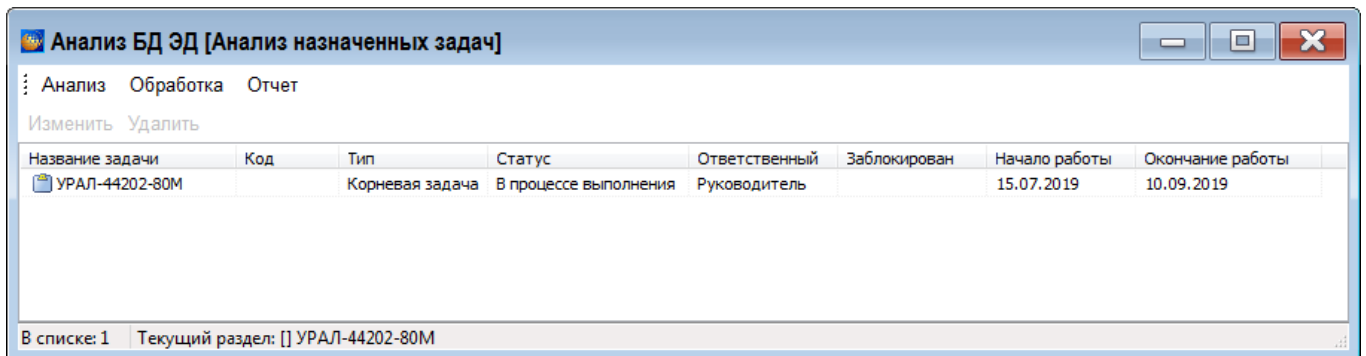 Анализ БД ЭД [Анализ назначенных задач]
Анализ Обработка Отчет
Изменить Удалить
Название задачи Код Тип Статус Ответственный Заблокирован Начало работы Окончание работы
УРАЛ-44202-80М Корневая задача В процессе выполнения Руководитель 15.07.2019 10.09.2019
В списке: 1 Текущий раздел: [] УРАЛ-44202-80М